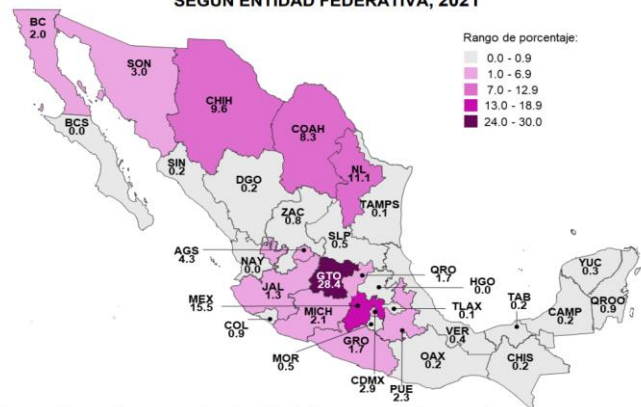 SEGÚN ENTIDAD FEDERATIVA, 2021
Rango de porcentaje:
0.0 - 0.9
1.0 - 6.9
7.0 - 12.9
13.0 - 18.9
24.0 - 30.0
BC
2.0
SON
3.0
CHIH
9.6
COAH
8.3
BCS
0.0
SIN
0.2
DGO
0.2
NL
11.1
TAMPS
0.1
ZAC
0.8
SLP
0.5
AGS
4.3
NAY
0.0
GTO
28.4
QRO
1.7
HGO
0.0
YUC
0.3
JAL
1.3
MEX
15.5
MICH
2.1
TLAX
0.1
TAB
0.2
CAMP
0.2
QROO
0.9
COL
0.9
GRO
1.7
VER
0.4
MOR
0.5
CDMX
2.9
PUE
2.3
OAX
0.2
CHIS
0.2